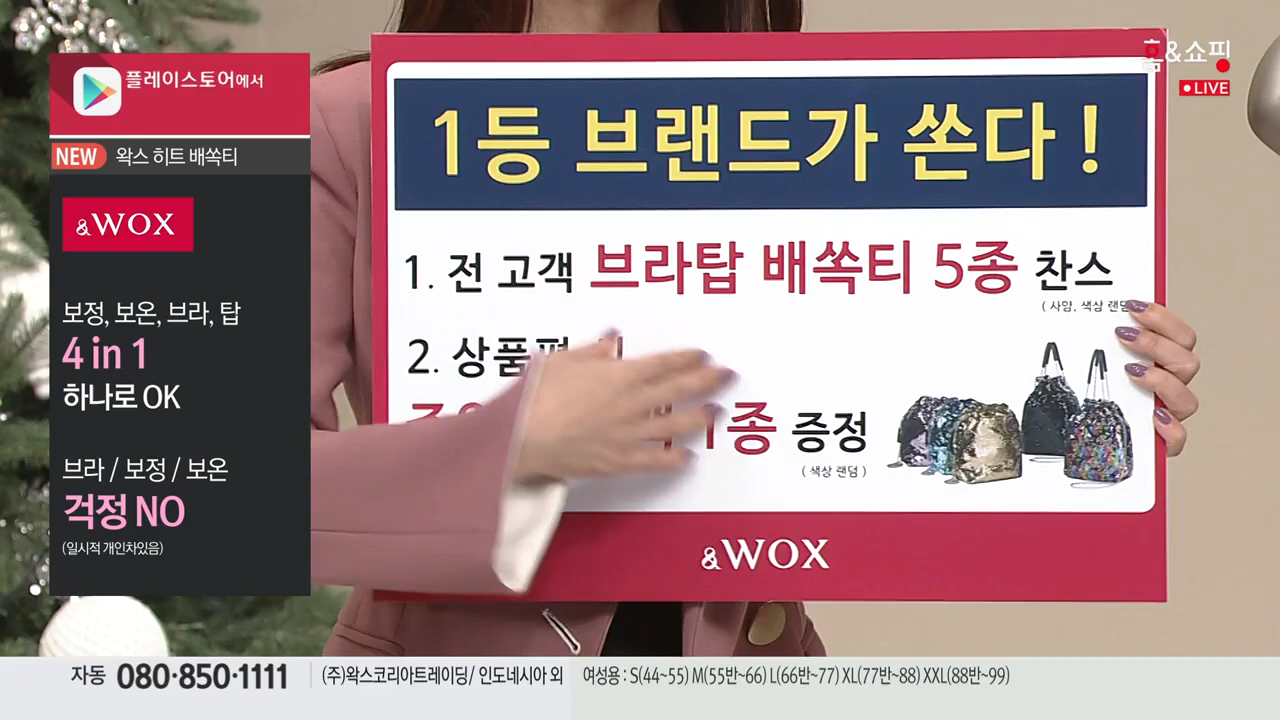 플레이스토어에서
NEW 왁스 히트 배쏙티
&WOX
보정, 보온, 브라, 탑
4 in 1
하나로 OK
브라 / 보정 / 보온
걱정 NO
(일시적 개인차있음)
홈&쇼핑
LIVE
1등 브랜드가 쏜다!
1. 전 고객 브라탑 배쏙티 5종 찬스
( 사양, 색상 랜덤
2. 상품평
1종 증정
( 색상 랜덤 )
&WOX
자동 080·850·1111 (주)왁스코리아트레이딩/ 인도네시아 외 여성용 : S(44~55) M(55반~66) L(66반~77) XL(77반~88) XXL(88반~99)